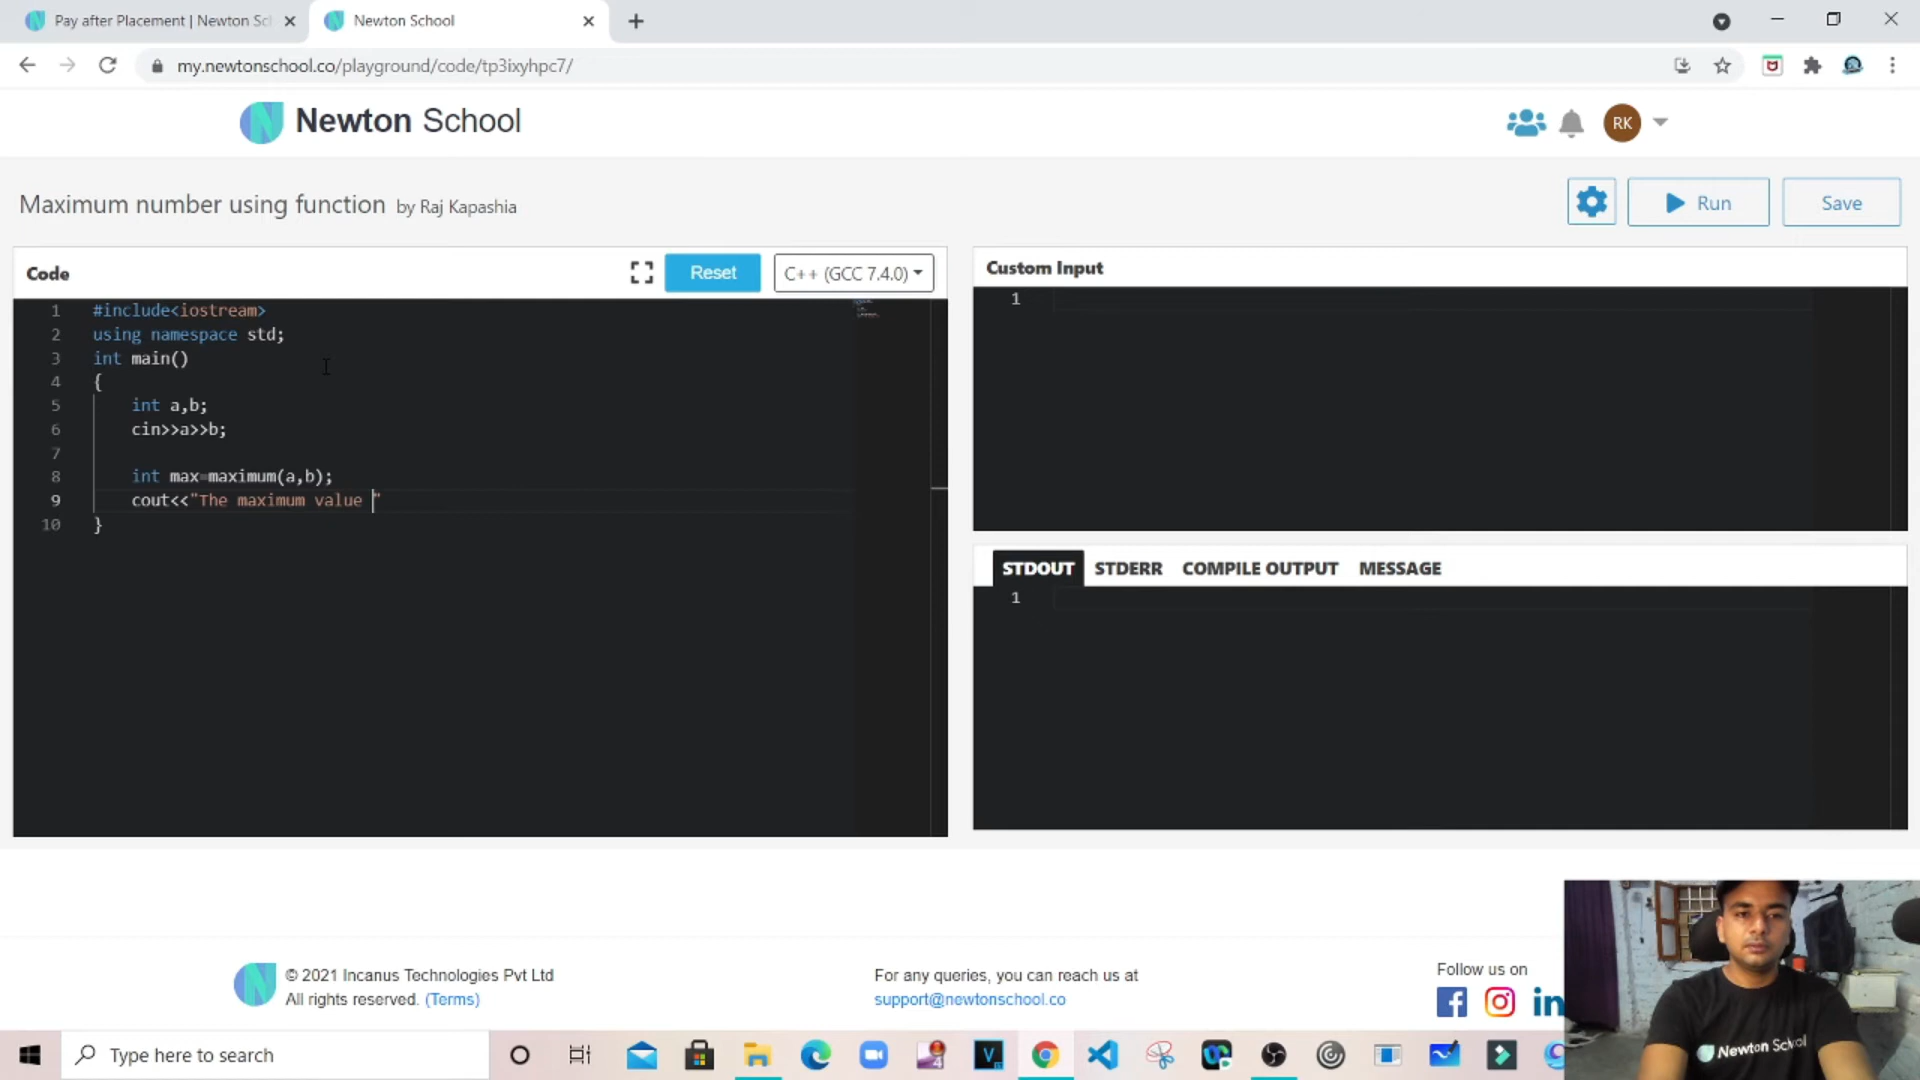 Pay after Placement | Newton Sc
Newton School
my.newtonschool.co/playground/code/tp3ixyhpc7/
Newton School
RK
Maximum number using function by Raj Kapashia
Run
Save
Code
Reset
C++ (GCC 7.4.0)
1 #include<iostream>
2 using namespace std;
3 int main()
4 {
5 int a,b;
6 cin>>a>>b;
7
8 int max=maximum(a,b);
9 cout<<"The maximum value "
10 }
Custom Input
1
STDOUT STDERR COMPILE OUTPUT MESSAGE
1
© 2021 Incanus Technologies Pvt Ltd
All rights reserved. (Terms)
For any queries, you can reach us at
support@newtonschool.co
Follow us on
Newton School
Type here to search